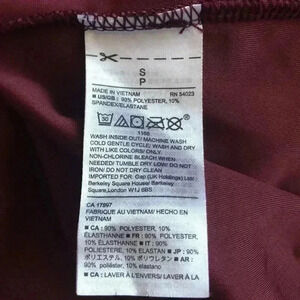 S
P
MADE IN VIETNAM RN 54023
■ US/GB : 90% POLYESTER, 10%
SPANDEX/ELASTANE
30
WASH INSIDE OUT/ MACHINE WASH
COLD GENTLE CYCLE/ WASH AND DRY
WITH LIKE COLORS/ ONLY
NON-CHLORINE BLEACH WHEN
NEEDED/ TUMBLE DRY LOW/ DO NOT
IRON/ DO NOT DRY CLEAN
IMPORTED FOR: Gap (UK Holdings) Ltd/
Berkeley Square House/ Berkeley
Square,London W1J 6BS
CA 17897
FABRIQUÉ AU VIETNAM/ HECHO EN
VIETNAM
■ CA : 90% POLYESTER, 10%
ÉLASTHANNE ■ FR : 90% POLYESTER,
10% ÉLASTHANNE ■ IT : 90%
POLIESTERE, 10% ELASTAN ■ JP : 90%
ポリエステル, 10% ポリウレタン ■ AR :
90% poliéster, 10% elastano
■ CA : LAVER À L'ENVERS/ LAVER À LA